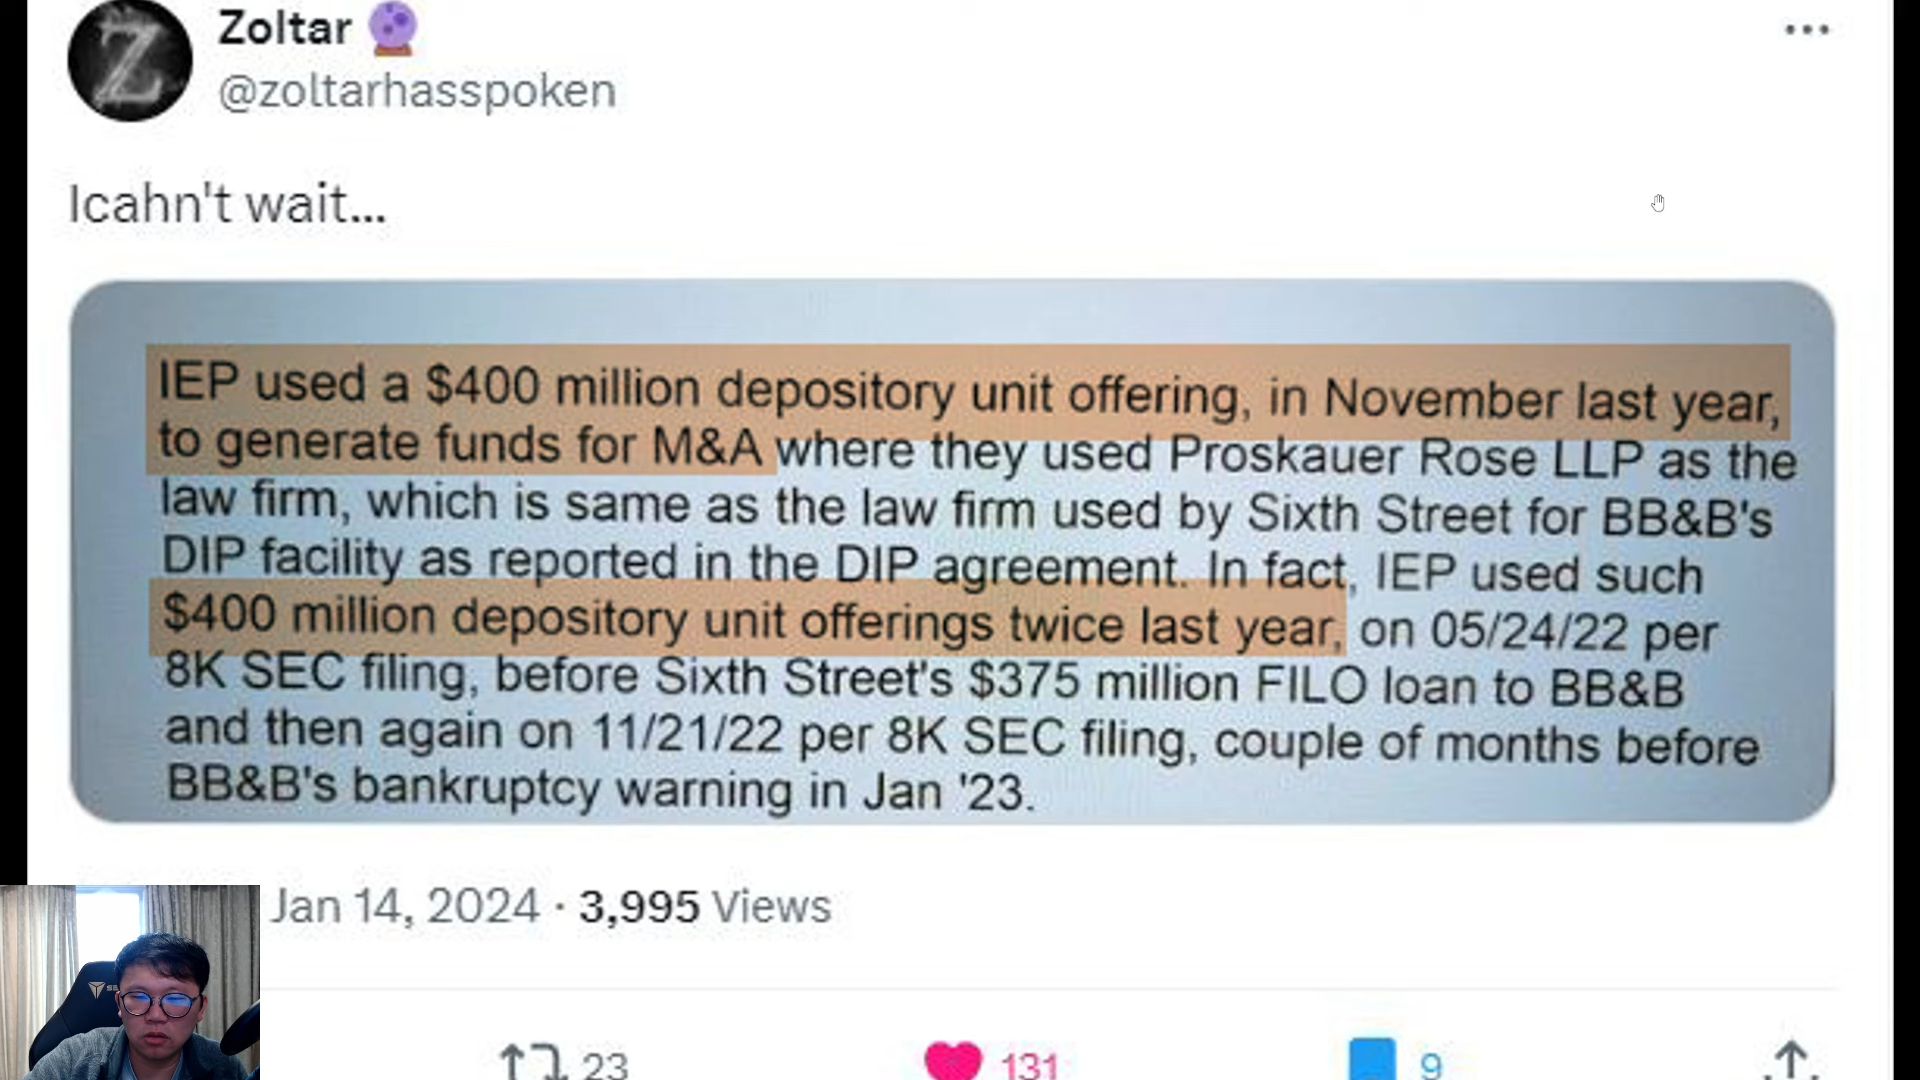 Zoltar
@zoltarhasspoken
Icahn't wait...
IEP used a $400 million depository unit offering, in November last year,
to generate funds for M&A where they used Proskauer Rose LLP as the
law firm, which is same as the law firm used by Sixth Street for BB&B's
DIP facility as reported in the DIP agreement. In fact, IEP used such
$400 million depository unit offerings twice last year, on 05/24/22 per
8K SEC filing, before Sixth Street's $375 million FILO loan to BB&B
and then again on 11/21/22 per 8K SEC filing, couple of months before
BB&B's bankruptcy warning in Jan '23.
Jan 14, 2024 · 3,995 Views
23 131 9